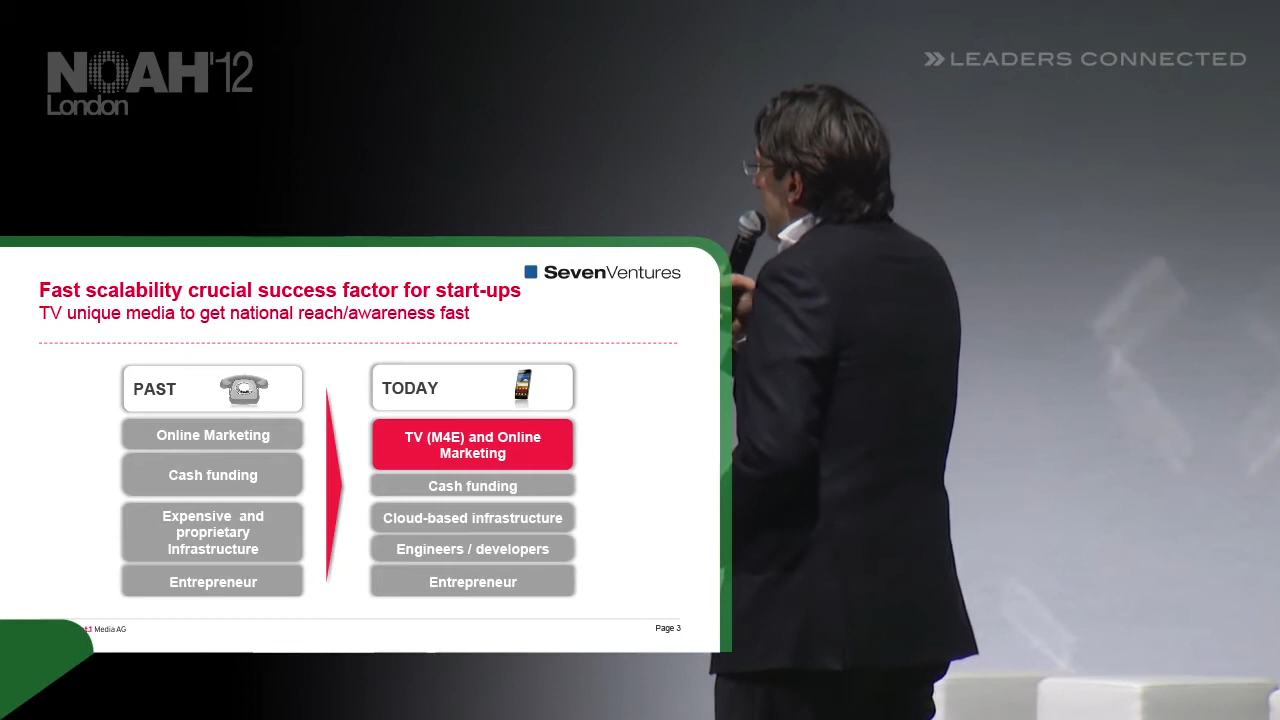 NOAH'12
London
LEADERS CONNECTED
SevenVentures
Fast scalability crucial success factor for start-ups
TV unique media to get national reach/awareness fast
PAST
Online Marketing
Cash funding
Expensive and
proprietary
Infrastructure
Entrepreneur
TODAY
TV (M4E) and Online
Marketing
Cash funding
Cloud-based infrastructure
Engineers / developers
Entrepreneur
Media AG
Page 3